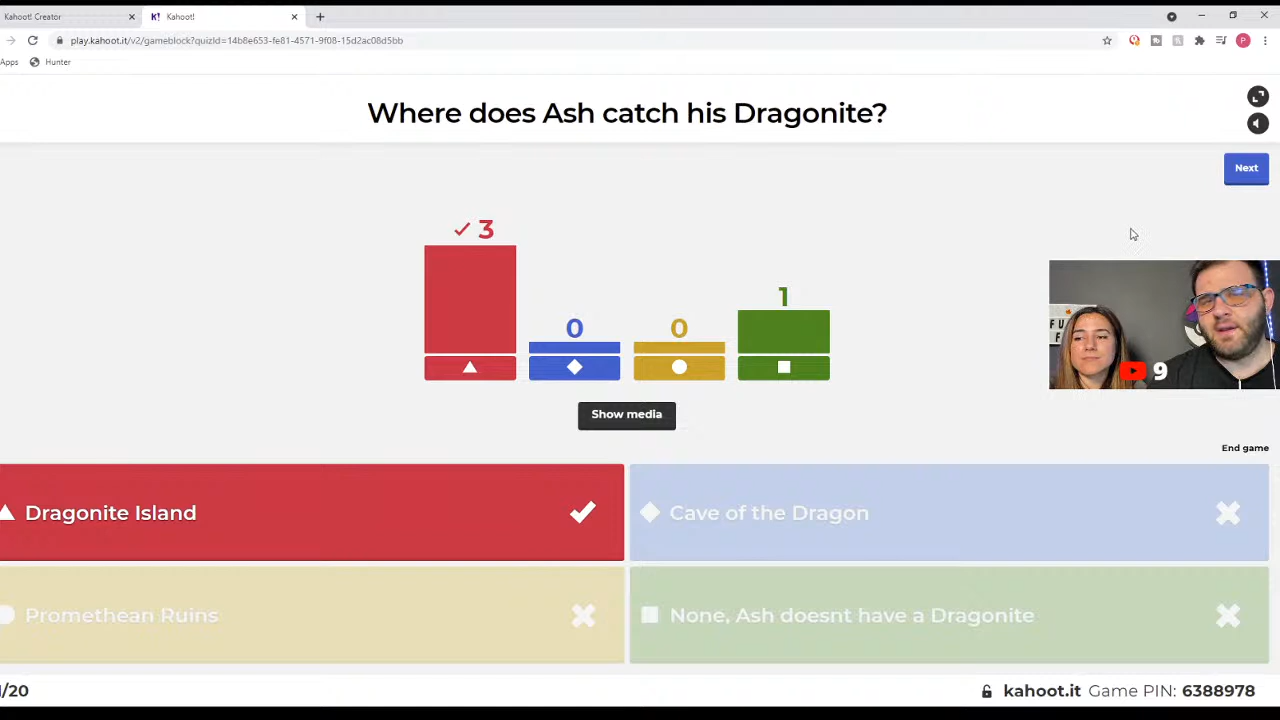 Kahoot! Creator
K! Kahoot!
play.kahoot.it/v2/gameblock?quizId=14b8e653-fe81-4571-9f08-15d2ac08d5bb
P
Apps
Hunter
Where does Ash catch his Dragonite?
Next
3
0
0
1
FU
F
9
Show media
End game
Dragonite Island
Cave of the Dragon
Promethean Ruins
None, Ash doesnt have a Dragonite
/20
kahoot.it Game PIN: 6388978